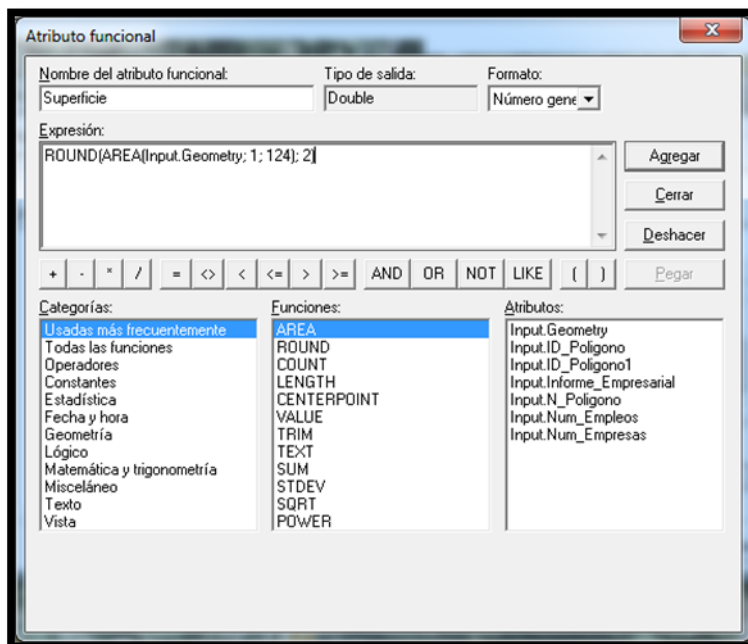 Atributo funcional
Nombre del atributo funcional: Tipo de salida: Formato:
Superficie Double Número gene
Expresión:
ROUND(AREA(Input.Geometry; 1; 124); 2) Agregar
Cerrar
Deshacer
+ - * / = <> < <= > >= AND OR NOT LIKE ( ) Pegar
Categorías: Funciones: Atributos:
Usadas más frecuentemente AREA Input.Geometry
Todas las funciones ROUND Input.ID_Poligono
Operadores COUNT Input.ID_Poligono1
Constantes LENGTH Input.Informe_Empresarial
Estadística CENTERPOINT Input.N_Poligono
Fecha y hora VALUE Input.Num_Empleos
Geometría TRIM Input.Num_Empresas
Lógico TEXT
Matemática y trigonometría SUM
Misceláneo STDEV
Texto SQRT
Vista POWER